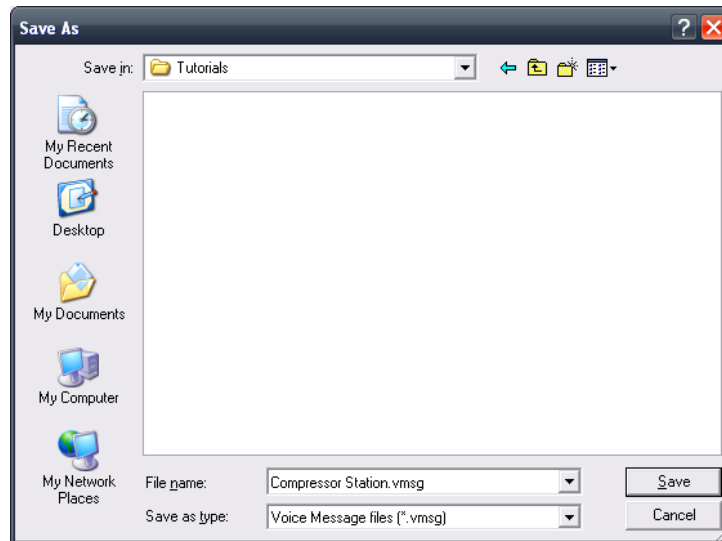 Save As
Save in: Tutorials
My Recent
Documents
Desktop
My Documents
My Computer
My Network
Places
File name: Compressor Station.vmsg Save
Save as type: Voice Message files (*.vmsg) Cancel